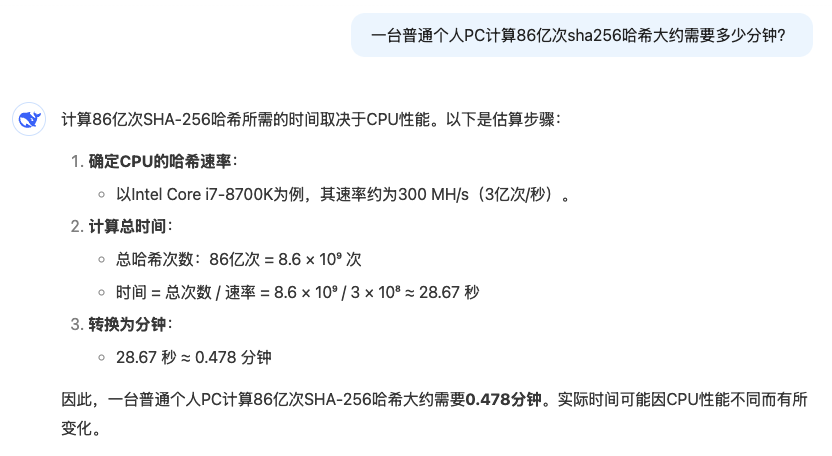 一台普通个人PC计算86亿次sha256哈希大约需要多少分钟?
计算86亿次SHA-256哈希所需的时间取决于CPU性能。以下是估算步骤：
1. 确定CPU的哈希速率：
以Intel Core i7-8700K为例，其速率约为300 MH/s（3亿次/秒）。
2. 计算总时间：
总哈希次数：86亿次 = 8.6 × 10⁹ 次
时间 = 总次数 / 速率 = 8.6 × 10⁹ / 3 × 10⁸ ≈ 28.67 秒
3. 转换为分钟：
28.67 秒 ≈ 0.478 分钟
因此，一台普通个人PC计算86亿次SHA-256哈希大约需要0.478分钟。实际时间可能因CPU性能不同而有所
变化。